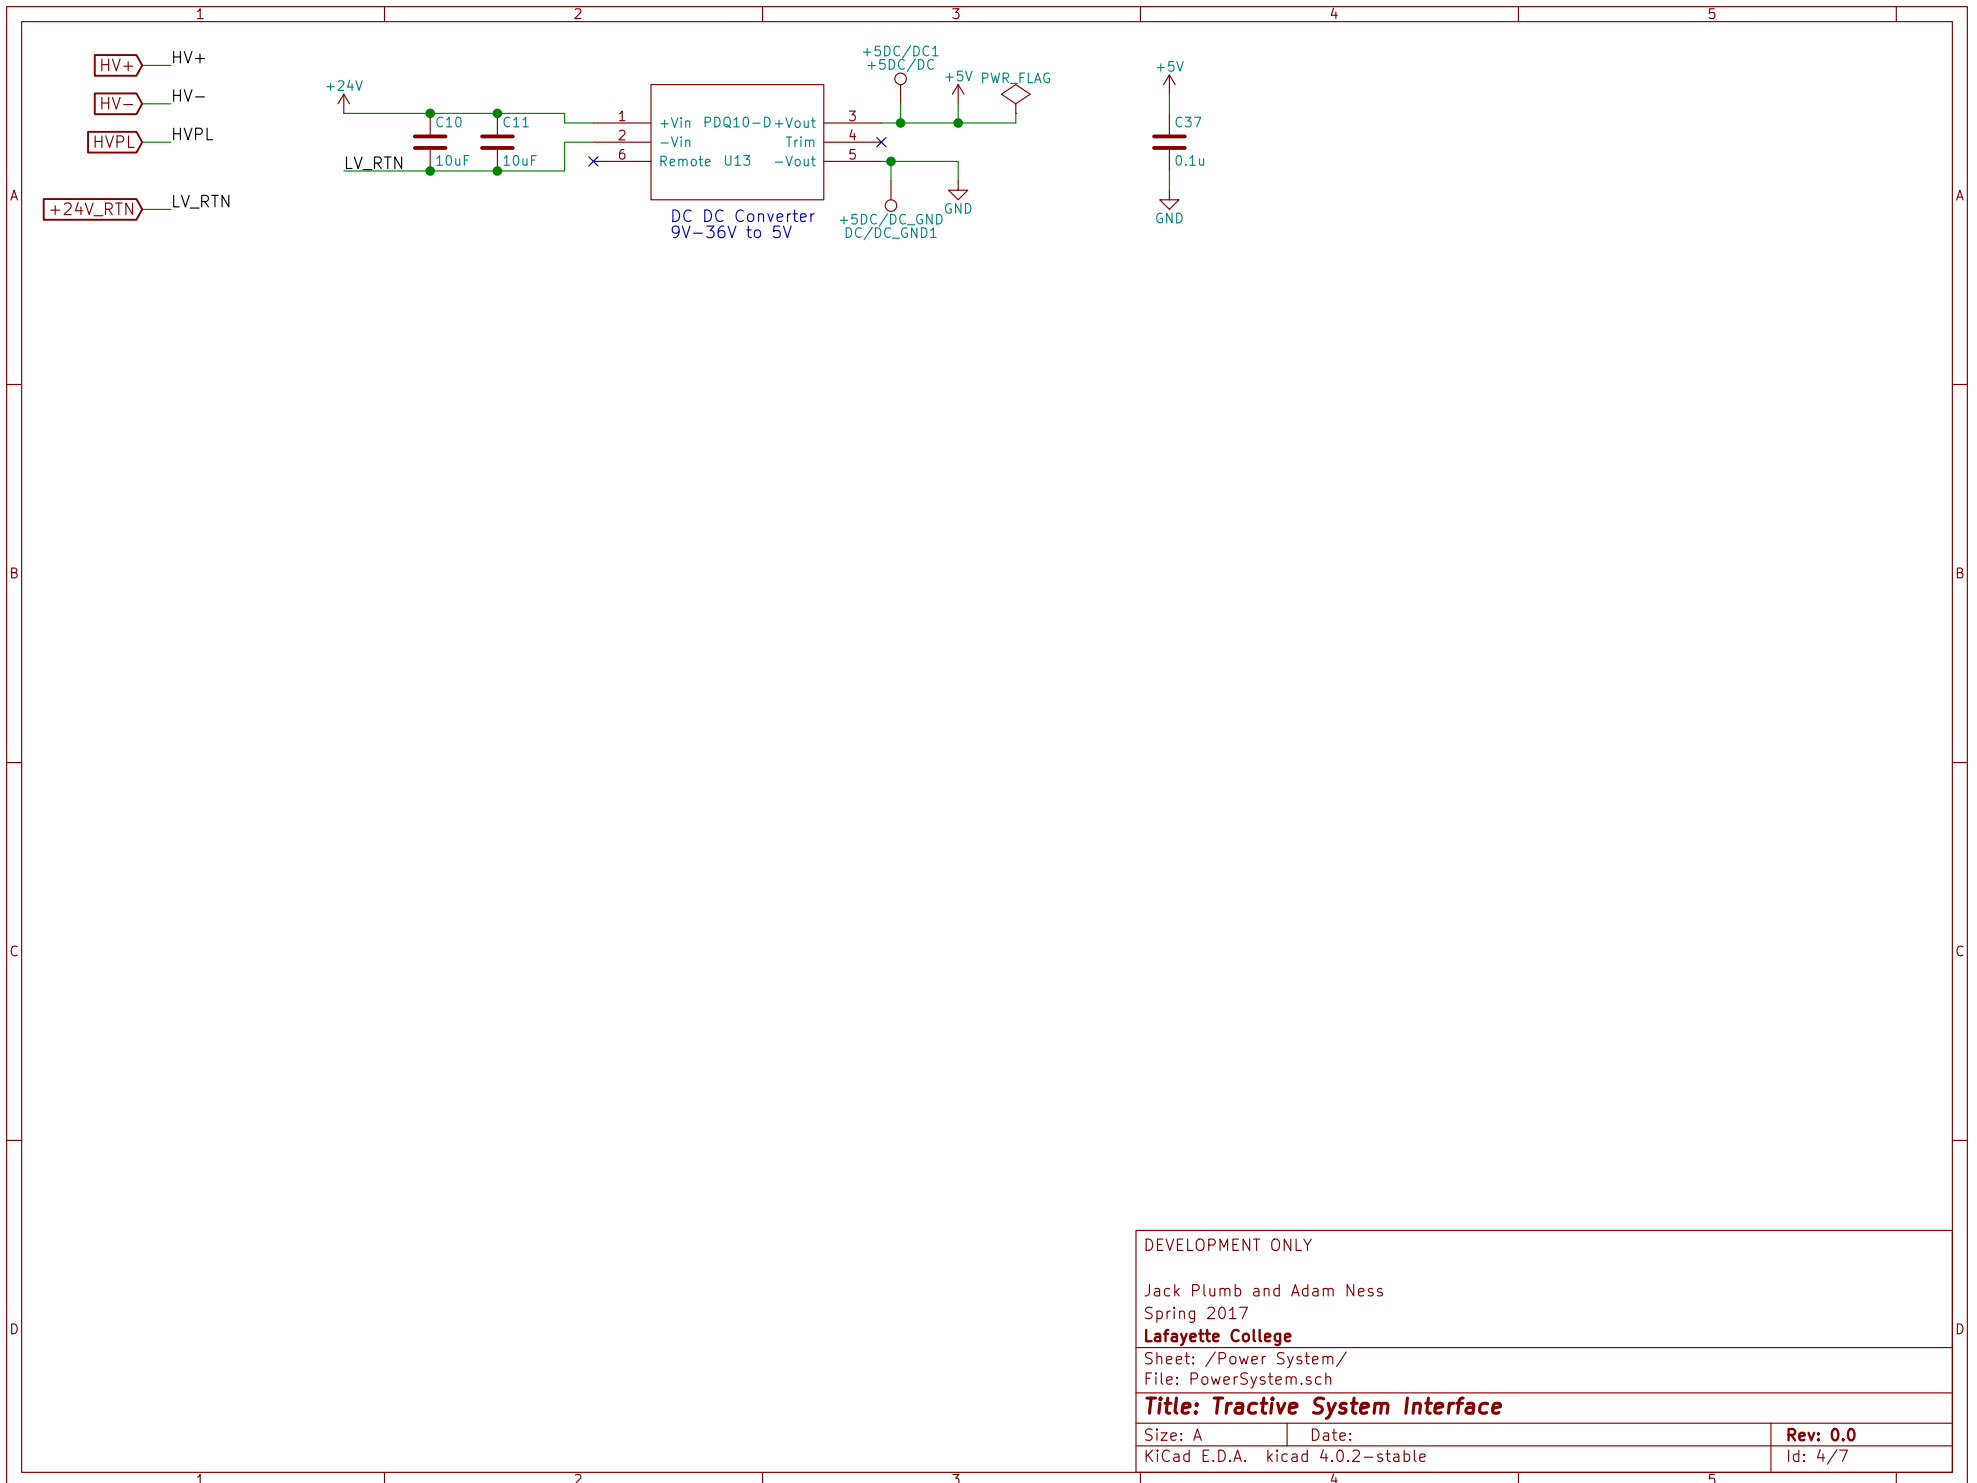 1 2 3 4 5
HV+ HV+
HV- HV-
HVPL HVPL
+24V_RTN LV_RTN
+24V
C10 C11
10uF 10uF
LV_RTN
1 +Vin PDQ10-D +Vout 3
2 -Vin Trim 4
6 Remote U13 -Vout 5
DC DC Converter
9V-36V to 5V
+5DC/DC1
+5DC/DC
+5V PWR_FLAG
+5DC/DC_GND
DC/DC_GND1
GND
+5V
C37
0.1u
GND
A A
B B
C C
D D
DEVELOPMENT ONLY
Jack Plumb and Adam Ness
Spring 2017
Lafayette College
Sheet: /Power System/
File: PowerSystem.sch
Title: Tractive System Interface
Size: A Date: Rev: 0.0
KiCad E.D.A. kicad 4.0.2-stable Id: 4/7
1 2 3 4 5